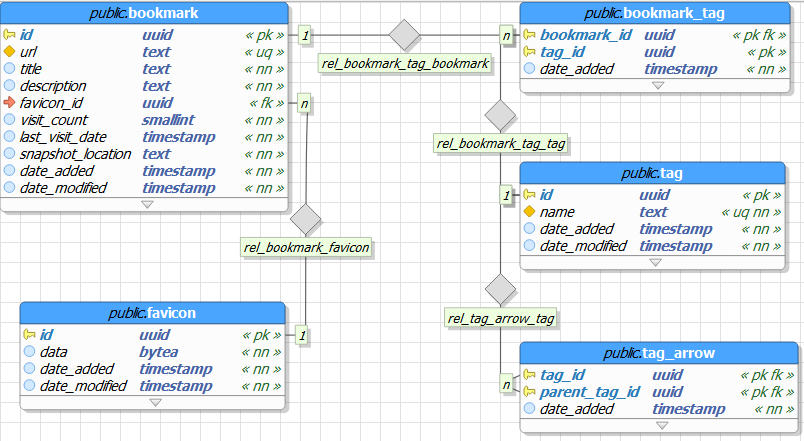 public.bookmark
id uuid « pk »
url text « uq »
title text « nn »
description text « nn »
favicon_id uuid « fk »
visit_count smallint « nn »
last_visit_date timestamp « nn »
snapshot_location text « nn »
date_added timestamp « nn »
date_modified timestamp « nn »
1
n
rel_bookmark_tag_bookmark
public.bookmark_tag
bookmark_id uuid « pk fk »
tag_id uuid « pk »
date_added timestamp « nn »
n
rel_bookmark_tag_tag
public.tag
id uuid « pk »
name text « uq nn »
date_added timestamp « nn »
date_modified timestamp « nn »
1
rel_bookmark_favicon
public.favicon
id uuid « pk »
data bytea « nn »
date_added timestamp « nn »
date_modified timestamp « nn »
1
rel_tag_arrow_tag
public.tag_arrow
tag_id uuid « pk fk »
parent_tag_id uuid « pk fk »
date_added timestamp « nn »
n